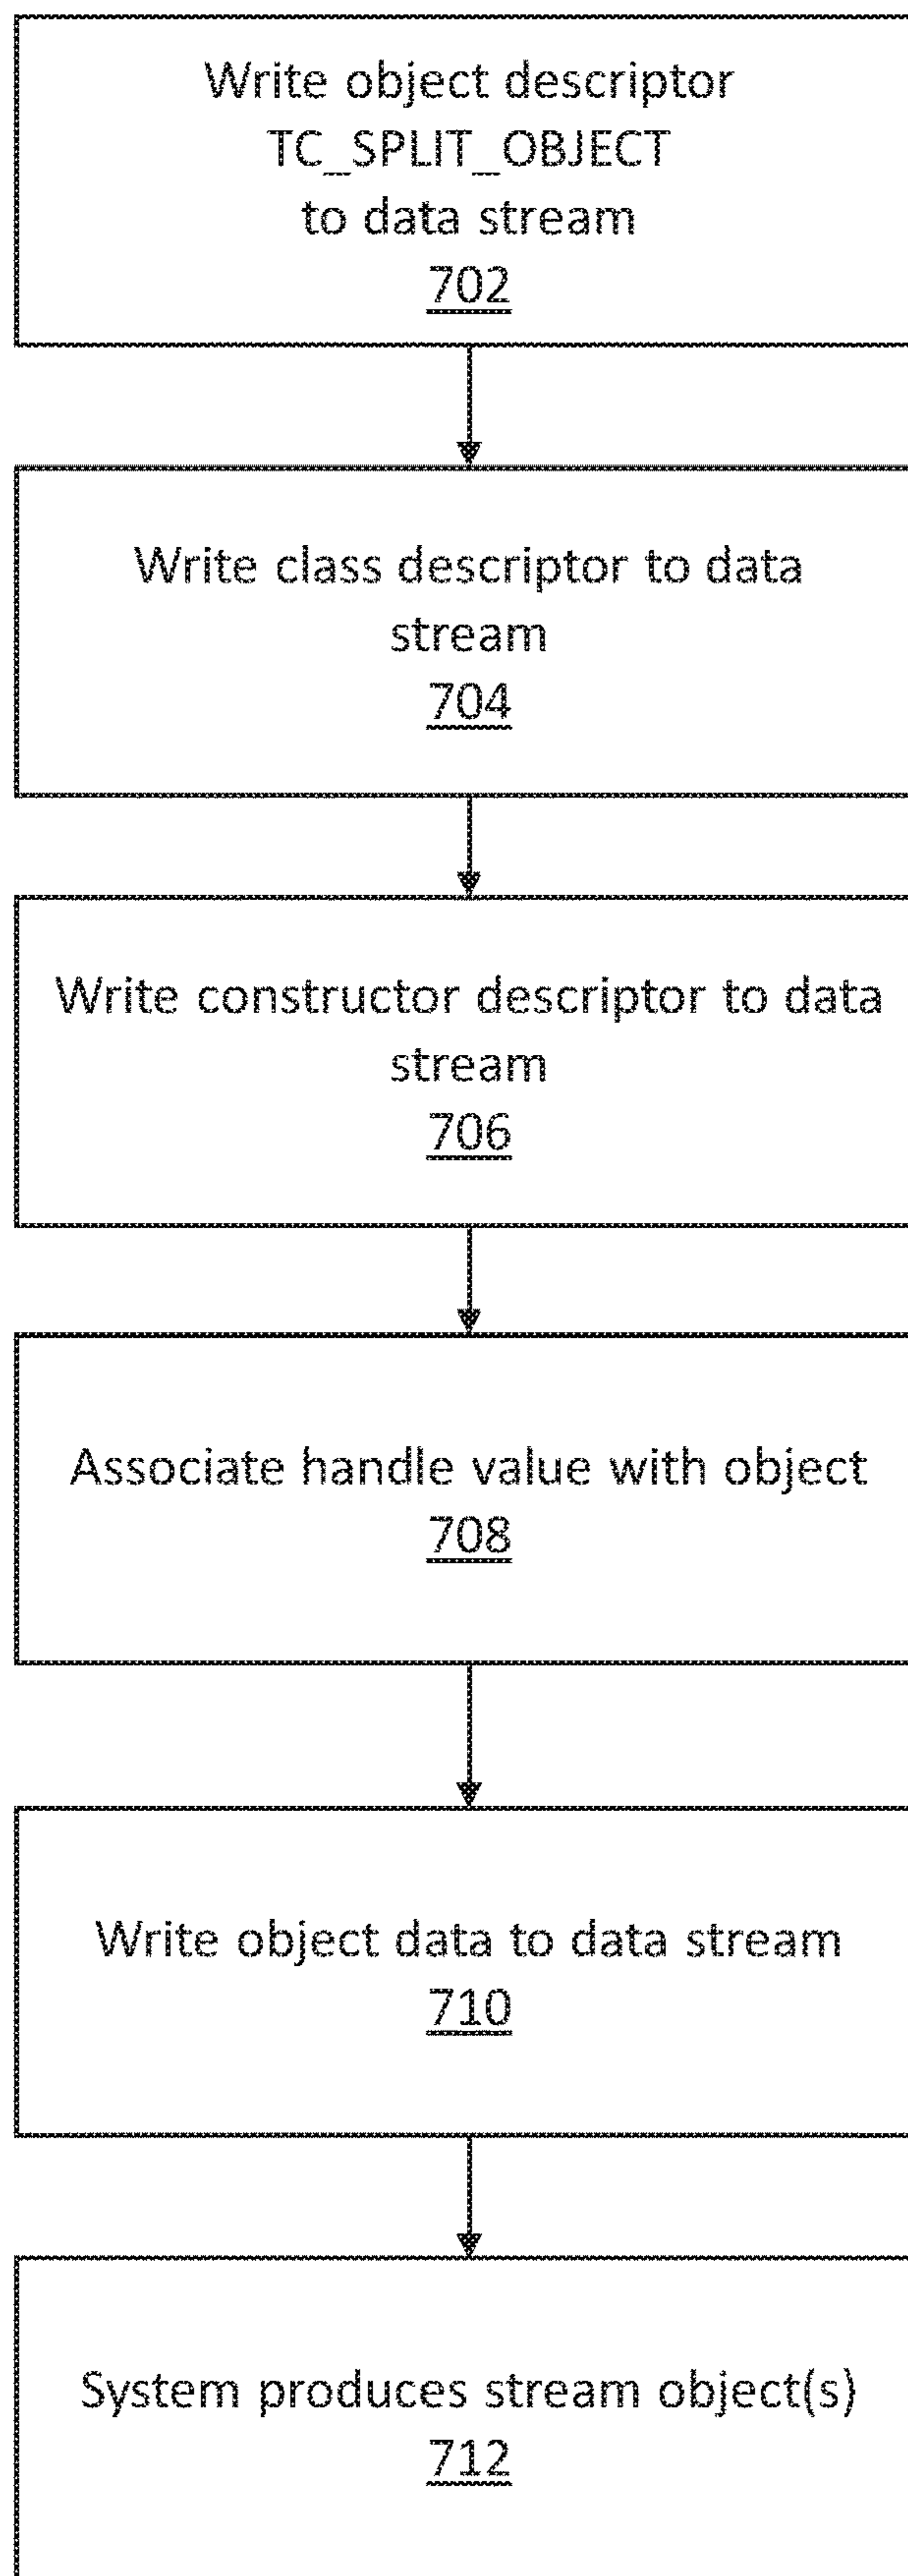 Write object descriptor
TC_SPLIT_OBJECT
to data stream
702
Write class descriptor to data
stream
704
Write constructor descriptor to data
stream
706
Associate handle value with object
708
Write object data to data stream
710
System produces stream object(s)
712